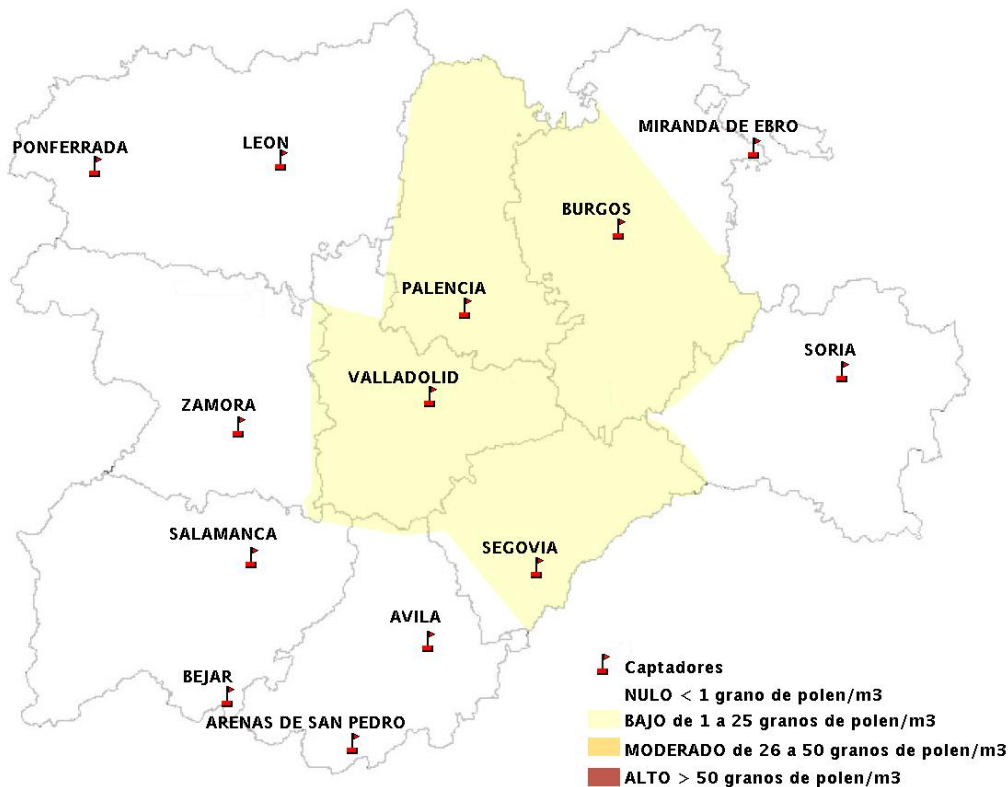 MIRANDA DE EBRO
PONFERRADA
LEON
BURGOS
PALENCIA
SORIA
VALLADOLID
ZAMORA
SALAMANCA
SEGOVIA
AVILA
BEJAR
ARENAS DE SAN PEDRO
Captadores
NULO < 1 grano de polen/m3
BAJO de 1 a 25 granos de polen/m3
MODERADO de 26 a 50 granos de polen/m3
ALTO > 50 granos de polen/m3